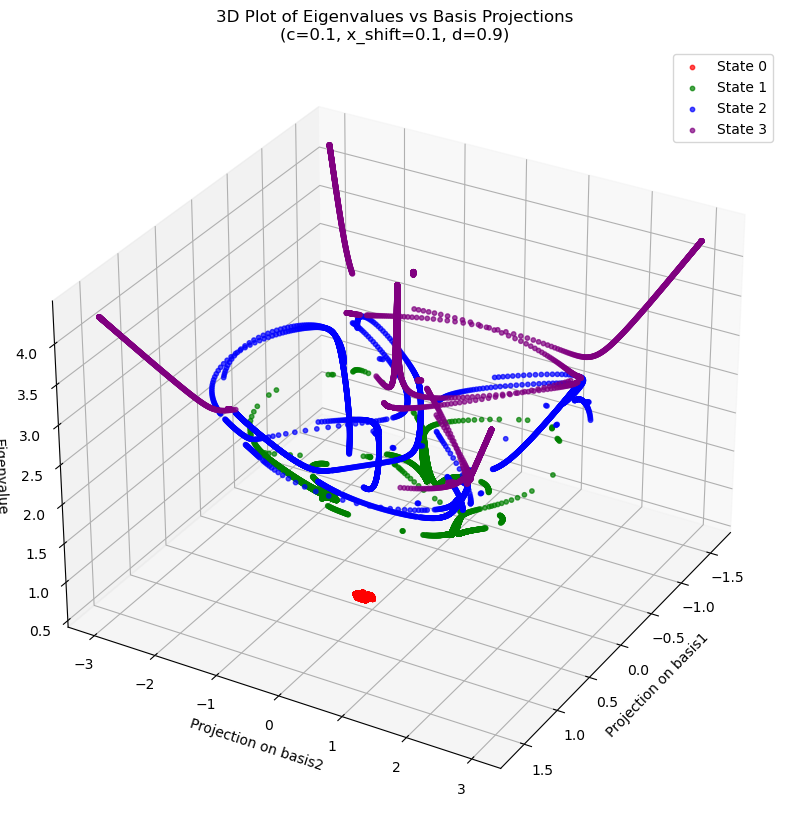 3D Plot of Eigenvalues vs Basis Projections
(c=0.1, x_shift=0.1, d=0.9)
State 0
State 1
State 2
State 3
4.0
3.5
3.0
2.5
2.0
1.5
1.0
0.5
Eigenvalue
−3
−2
−1
0
1
2
3
Projection on basis2
−1.5
−1.0
−0.5
0.0
0.5
1.0
1.5
Projection on basis1